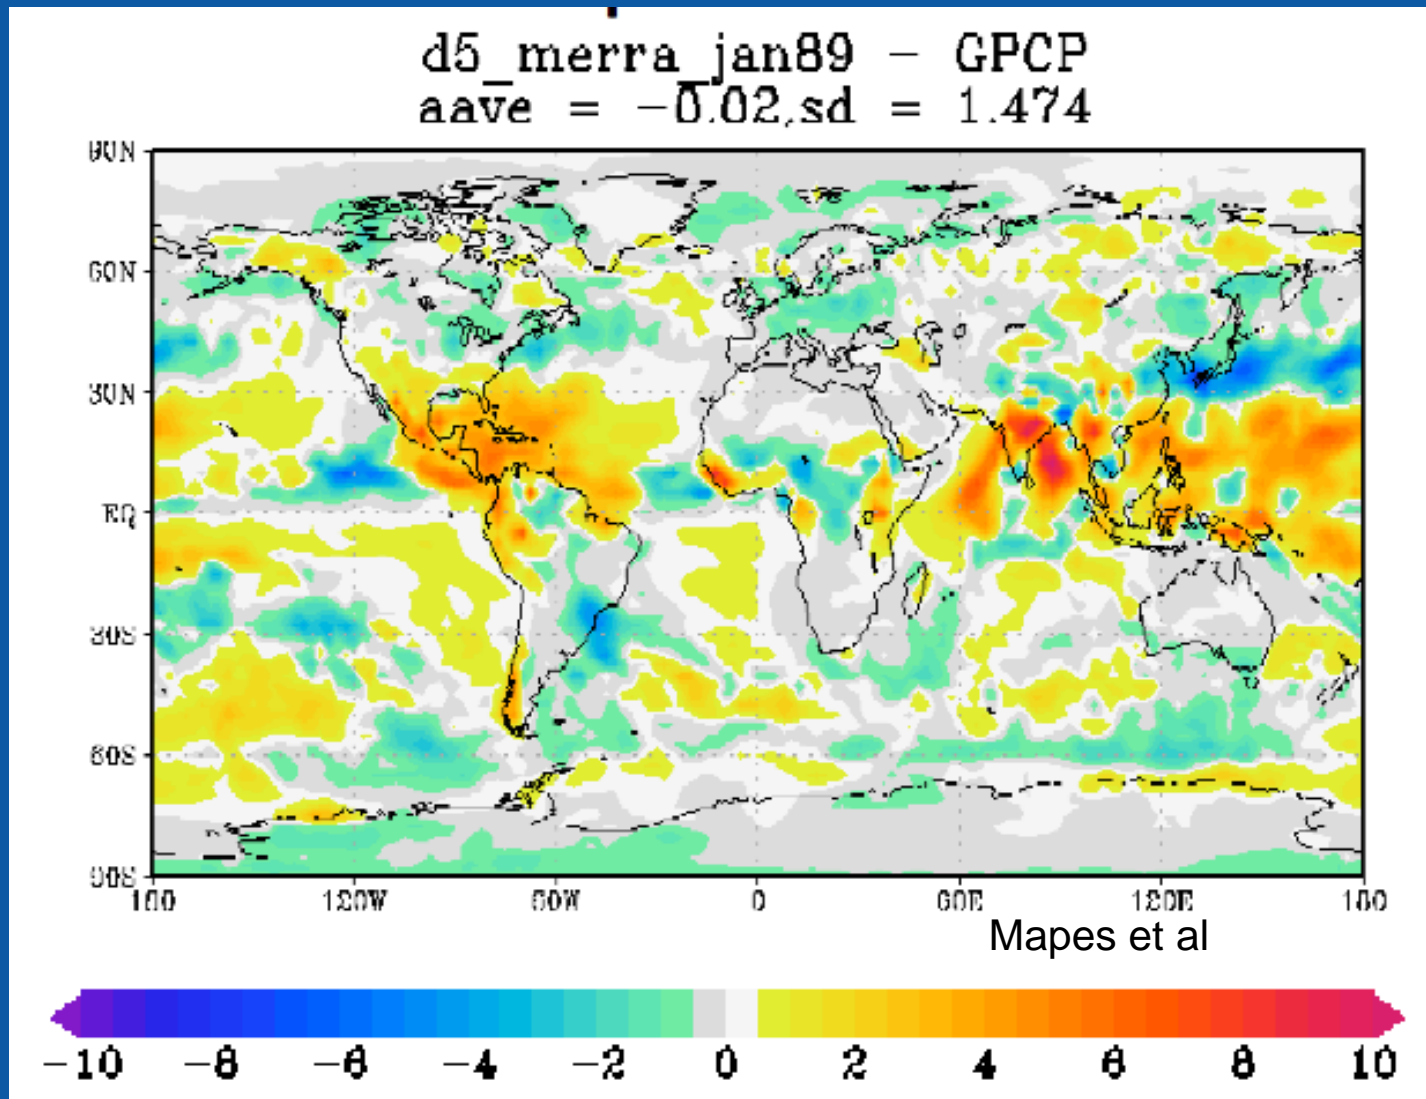 d5_merra_jan89 - GPCP
aave = -0.02,sd = 1.474
90N
60N
30N
EQ
30S
60S
90S
180 120W 60W 0 60E 120E 180
Mapes et al
-10 -8 -6 -4 -2 0 2 4 6 8 10